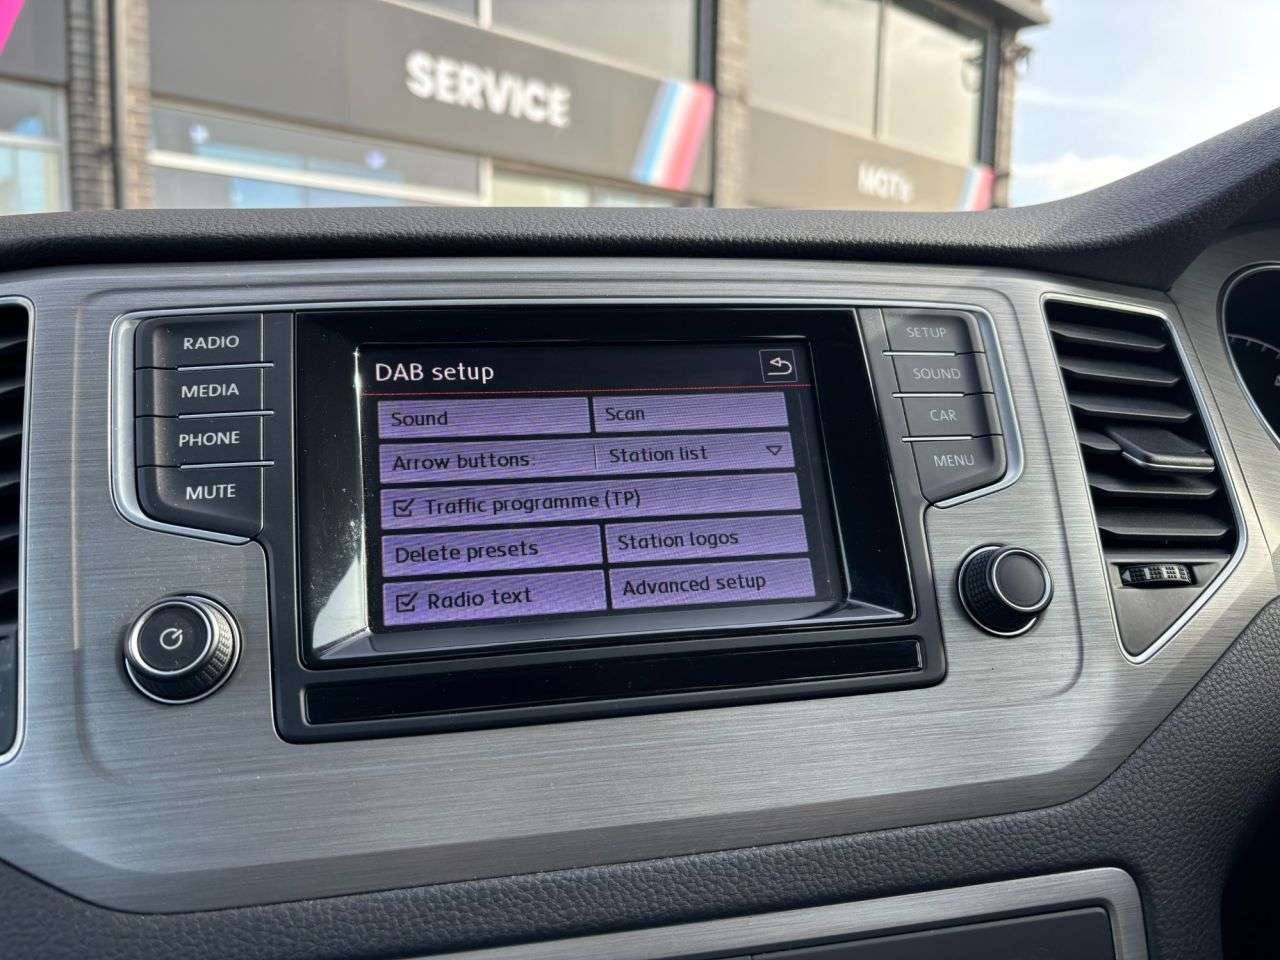 SERVICE
MOT's
RADIO
MEDIA
PHONE
MUTE
DAB setup
Sound
Scan
Arrow buttons:
Station list
Traffic programme (TP)
Delete presets
Station logos
Radio text
Advanced setup
SETUP
SOUND
CAR
MENU